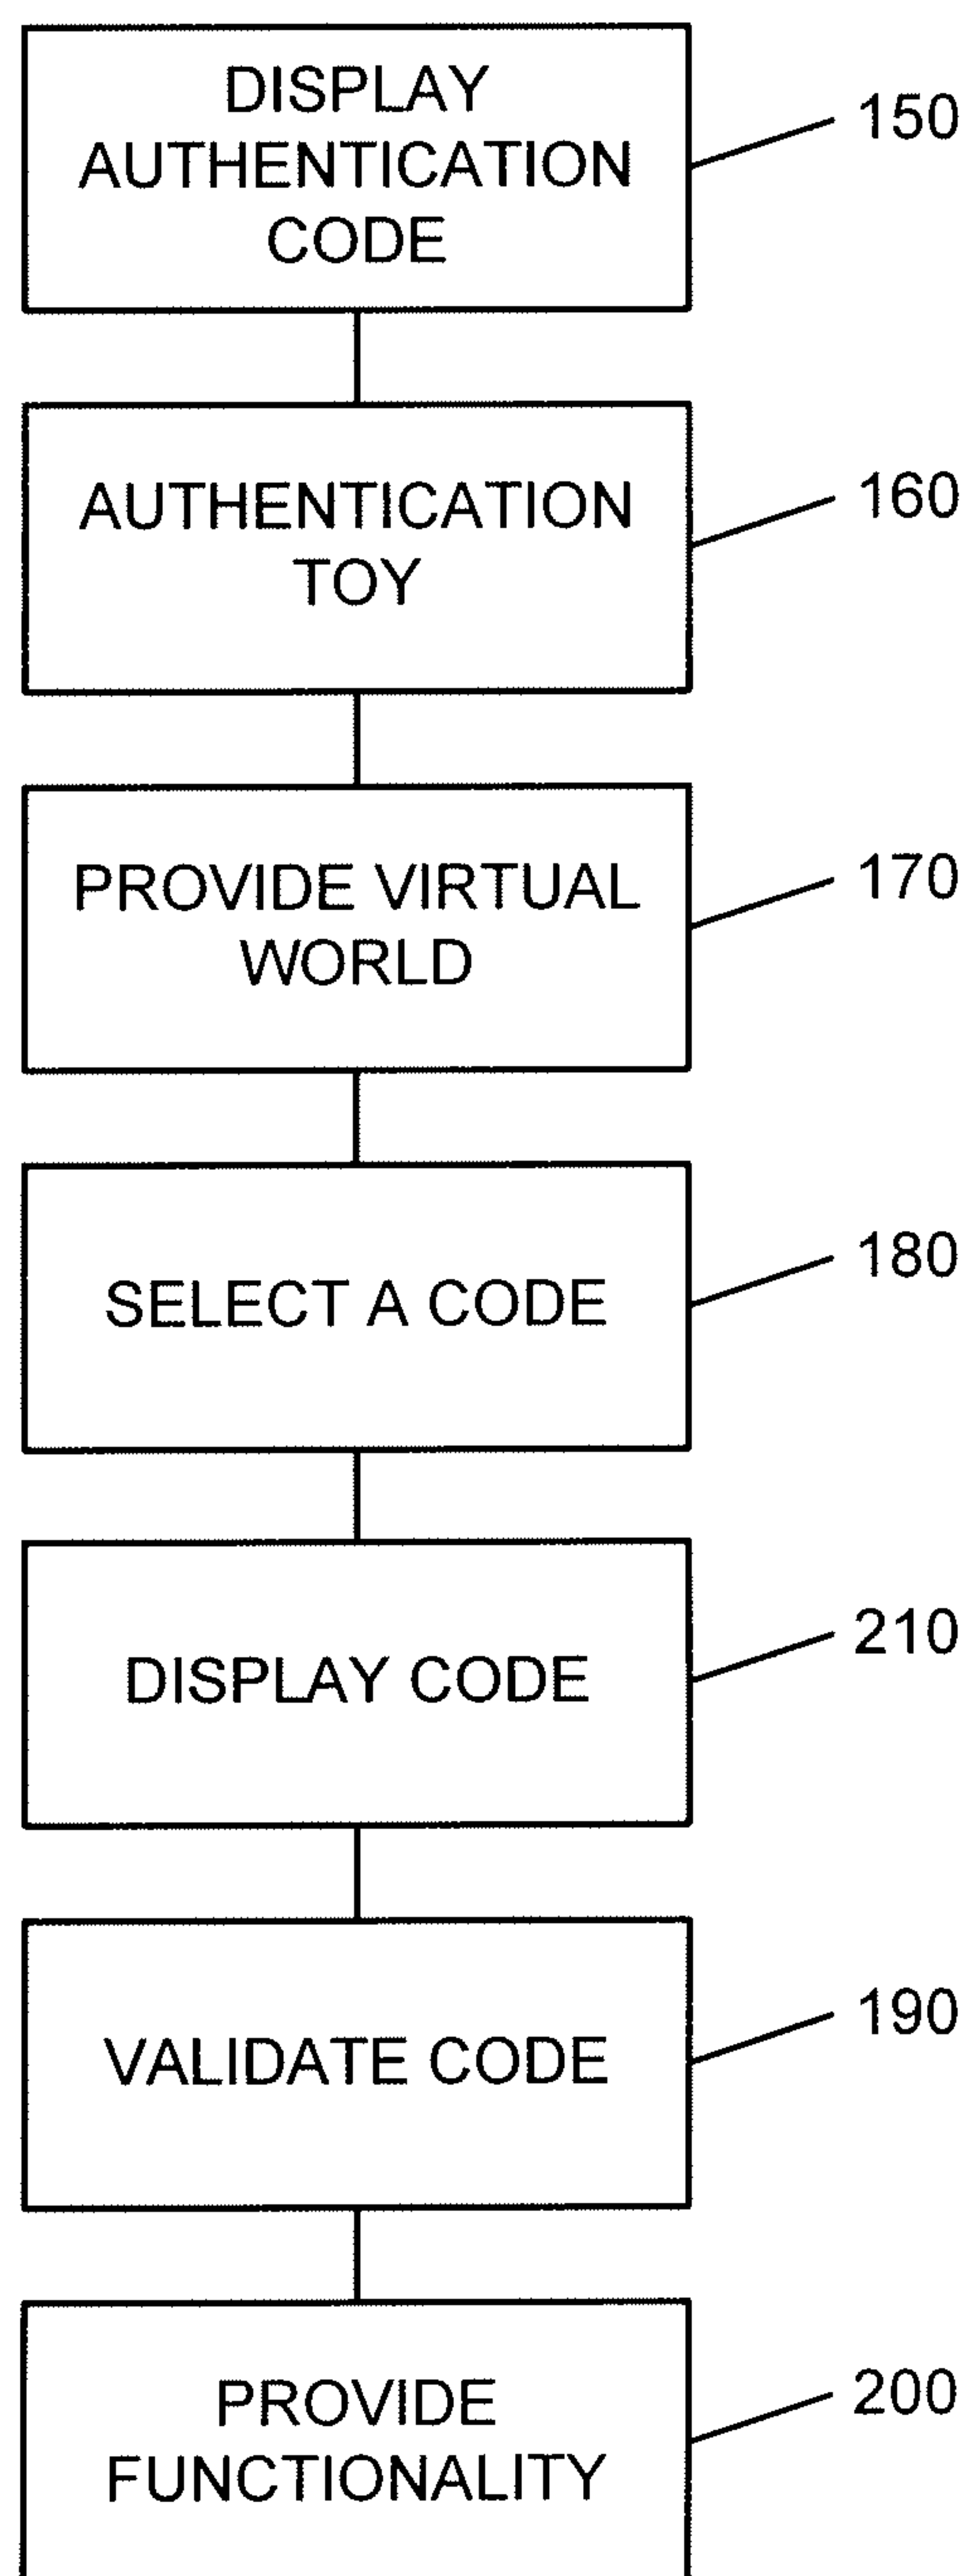 DISPLAY
AUTHENTICATION
CODE
150
AUTHENTICATION
TOY
160
PROVIDE VIRTUAL
WORLD
170
SELECT A CODE
180
DISPLAY CODE
210
VALIDATE CODE
190
PROVIDE
FUNCTIONALITY
200